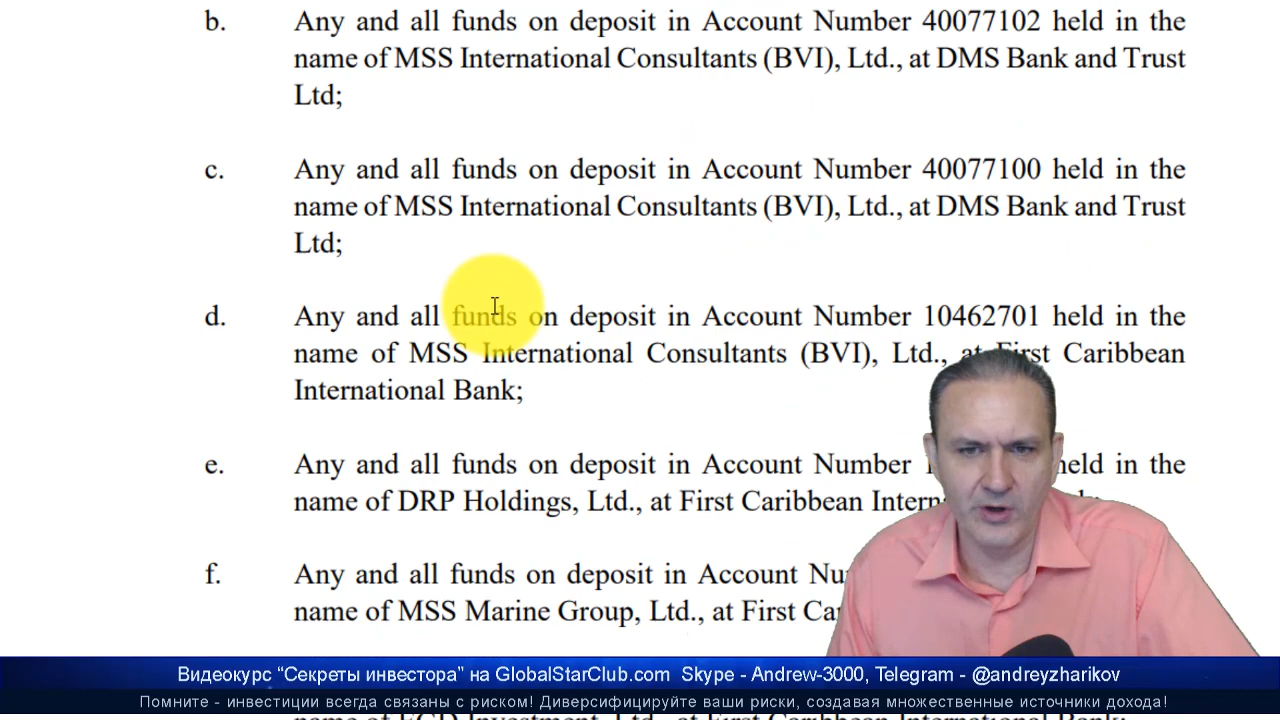 b. Any and all funds on deposit in Account Number 40077102 held in the
name of MSS International Consultants (BVI), Ltd., at DMS Bank and Trust
Ltd;
c. Any and all funds on deposit in Account Number 40077100 held in the
name of MSS International Consultants (BVI), Ltd., at DMS Bank and Trust
Ltd;
d. Any and all funds on deposit in Account Number 10462701 held in the
name of MSS International Consultants (BVI), Ltd., at First Caribbean
International Bank;
e. Any and all funds on deposit in Account Number held in the
name of DRP Holdings, Ltd., at First Caribbean
f. Any and all funds on deposit in Account
name of MSS Marine Group, Ltd., at First
Видеокурс “Секреты инвестора” на GlobalStarClub.com Skype - Andrew-3000, Telegram - @andreyzharikov
Помните - инвестиции всегда связаны с риском! Диверсифицируйте ваши риски, создавая множественные источники дохода!